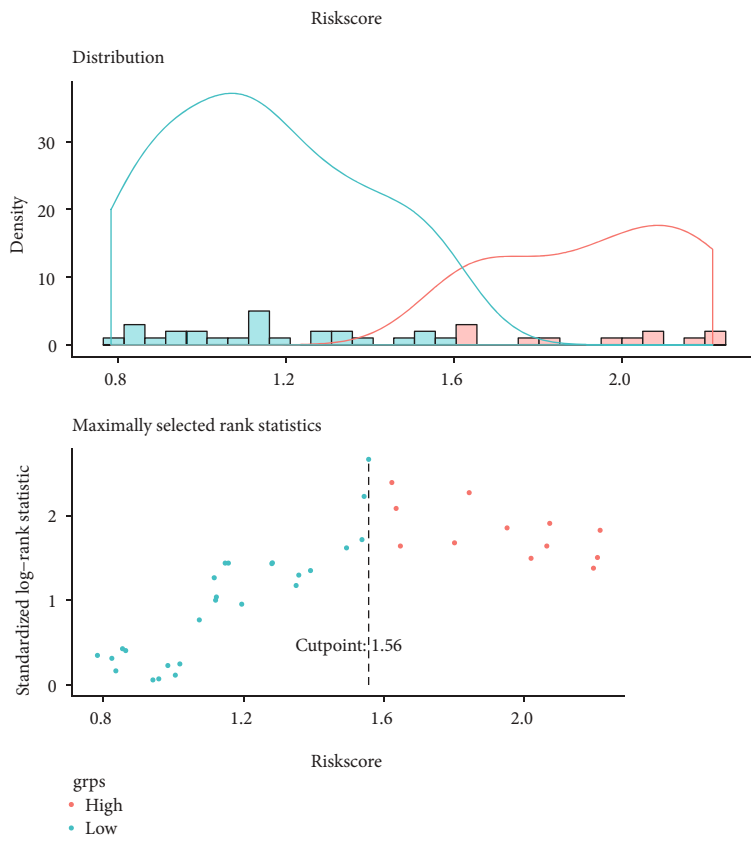 Riskscore
Distribution
Density
30
20
10
0
0.8 1.2 1.6 2.0
Maximally selected rank statistics
Standardized log–rank statistic
2
1
0
Cutpoint: 1.56
0.8 1.2 1.6 2.0
Riskscore
grps
High
Low